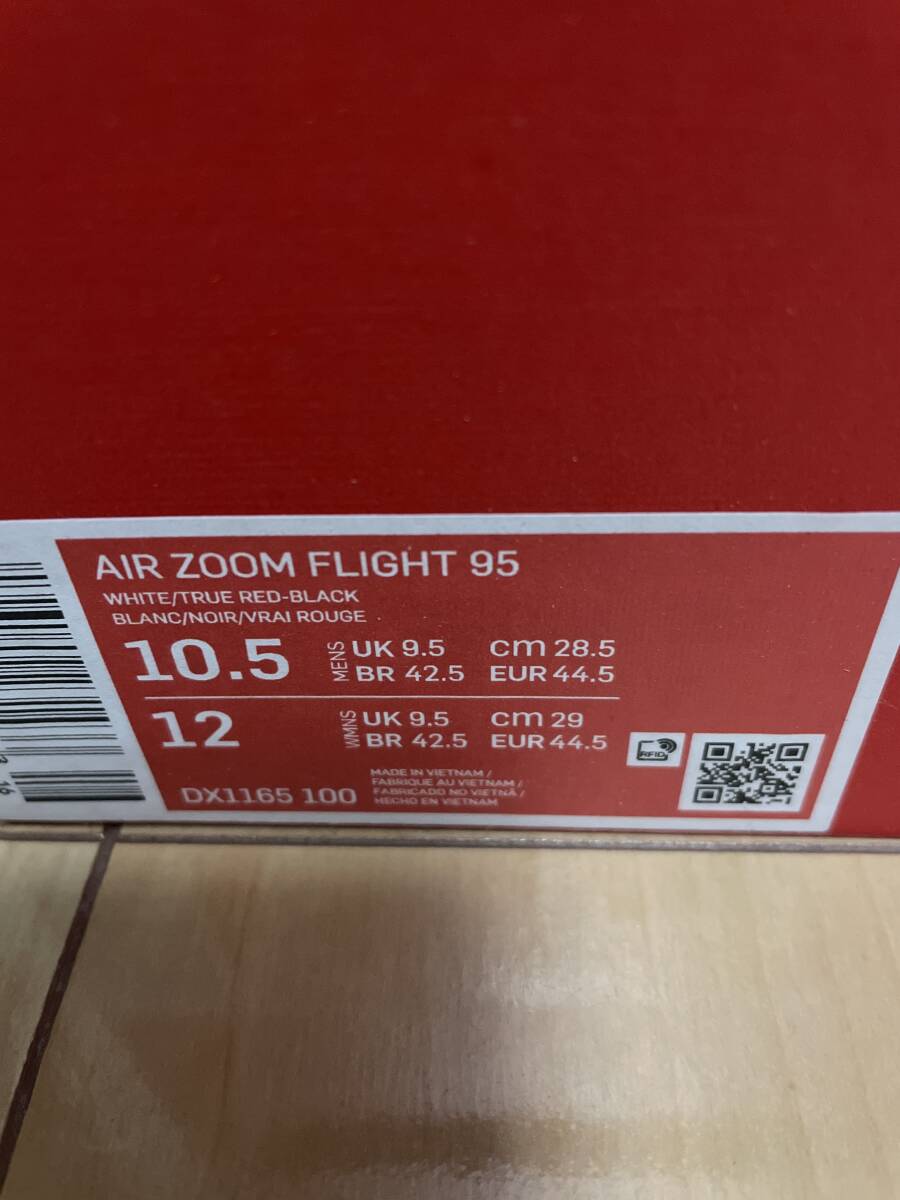 AIR ZOOM FLIGHT 95
WHITE/TRUE RED-BLACK
BLANC/NOIR/VRAI ROUGE
10.5 MENS UK 9.5 cm 28.5
BR 42.5 EUR 44.5
12 WMNS UK 9.5 cm 29
BR 42.5 EUR 44.5
RFID
DX1165 100
MADE IN VIETNAM /
FABRIQUE AU VIETNAM /
FABRICADO NO VIETNÃ /
HECHO EN VIETNAM